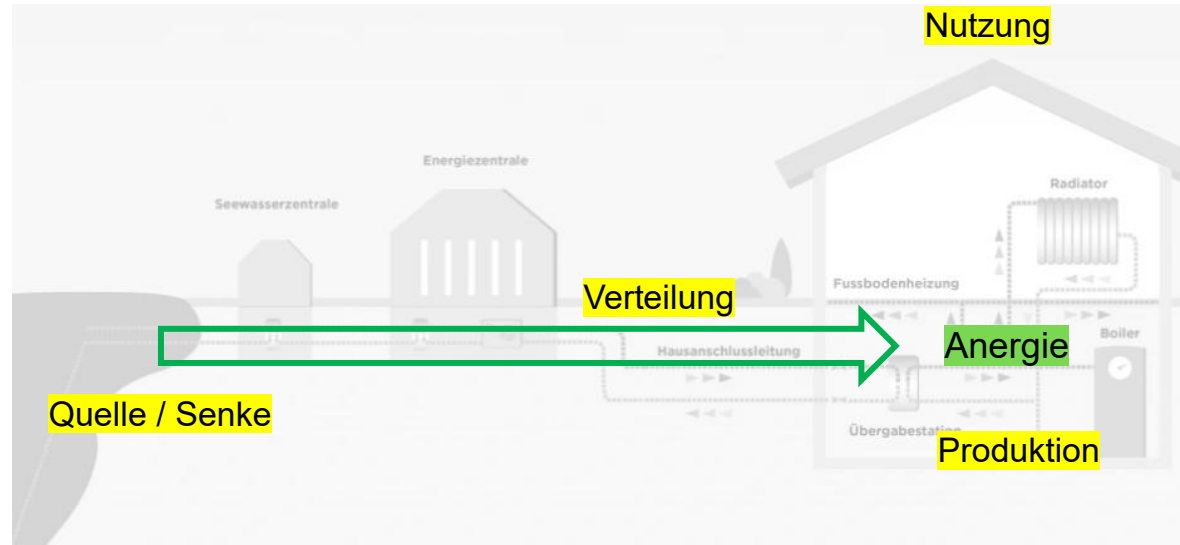 Nutzung
Energiezentrale
Radiator
Seewasserzentrale
Fussbodenheizung
Verteilung
Anergie
Boiler
Hausanschlussleitung
Quelle / Senke
Übergabestation
Produktion